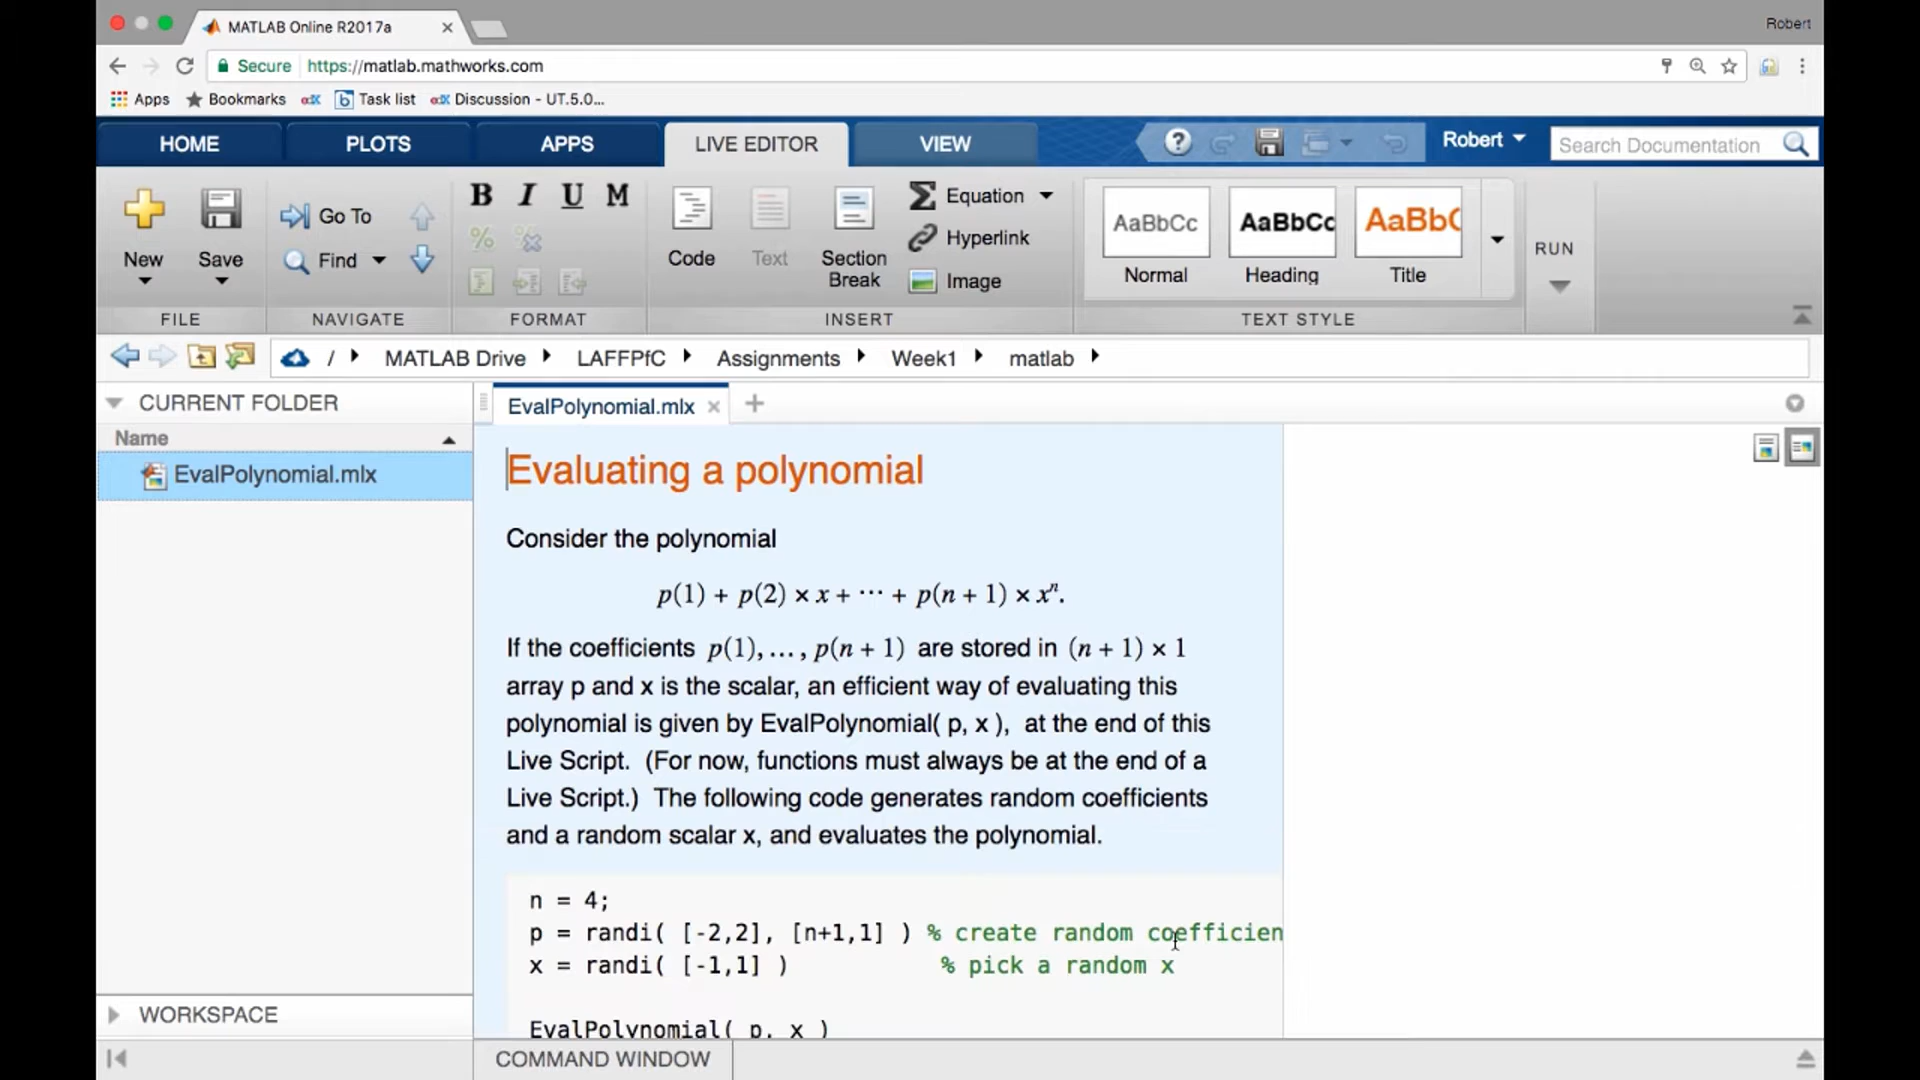 MATLAB Online R2017a
Robert
Secure https://matlab.mathworks.com
Apps Bookmarks Task list Discussion - UT.5.0...
HOME PLOTS APPS LIVE EDITOR VIEW Robert Search Documentation
B I U M
Equation
AaBbCc AaBbCc AaBbC
Go To
Hyperlink
RUN
New Save Find Code Text Section Break
Normal Heading Title
Image
FILE NAVIGATE FORMAT INSERT TEXT STYLE
/ MATLAB Drive LAFFPfC Assignments Week1 matlab
CURRENT FOLDER
EvalPolynomial.mlx
Name
EvalPolynomial.mlx
WORKSPACE
Evaluating a polynomial
Consider the polynomial
p(1) + p(2) × x + ⋯ + p(n + 1) × xⁿ.
If the coefficients p(1), … , p(n + 1) are stored in (n + 1) × 1
array p and x is the scalar, an efficient way of evaluating this
polynomial is given by EvalPolynomial( p, x ), at the end of this
Live Script. (For now, functions must always be at the end of a
Live Script.) The following code generates random coefficients
and a random scalar x, and evaluates the polynomial.
n = 4;
p = randi( [-2,2], [n+1,1] ) % create random coefficien
x = randi( [-1,1] ) % pick a random x
EvalPolynomial( p, x )
COMMAND WINDOW